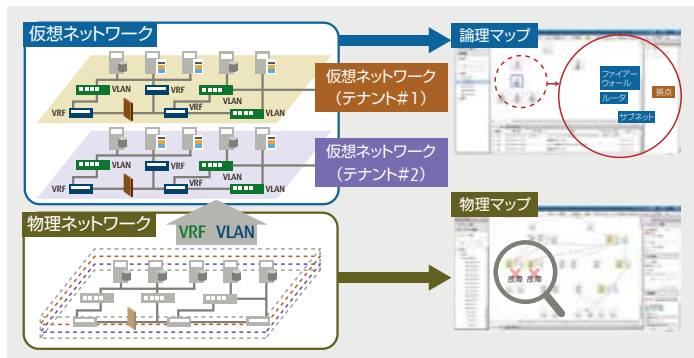 仮想ネットワーク
VLAN
VRF
VRF
VLAN
VRF
VLAN
仮想ネットワーク
(テナント#1)
VLAN
VRF
VRF
VLAN
VRF
VLAN
仮想ネットワーク
(テナント#2)
物理ネットワーク
VRF VLAN
論理マップ
ファイアー
ウォール
ルータ
拠点
サブネット
物理マップ
故障 故障